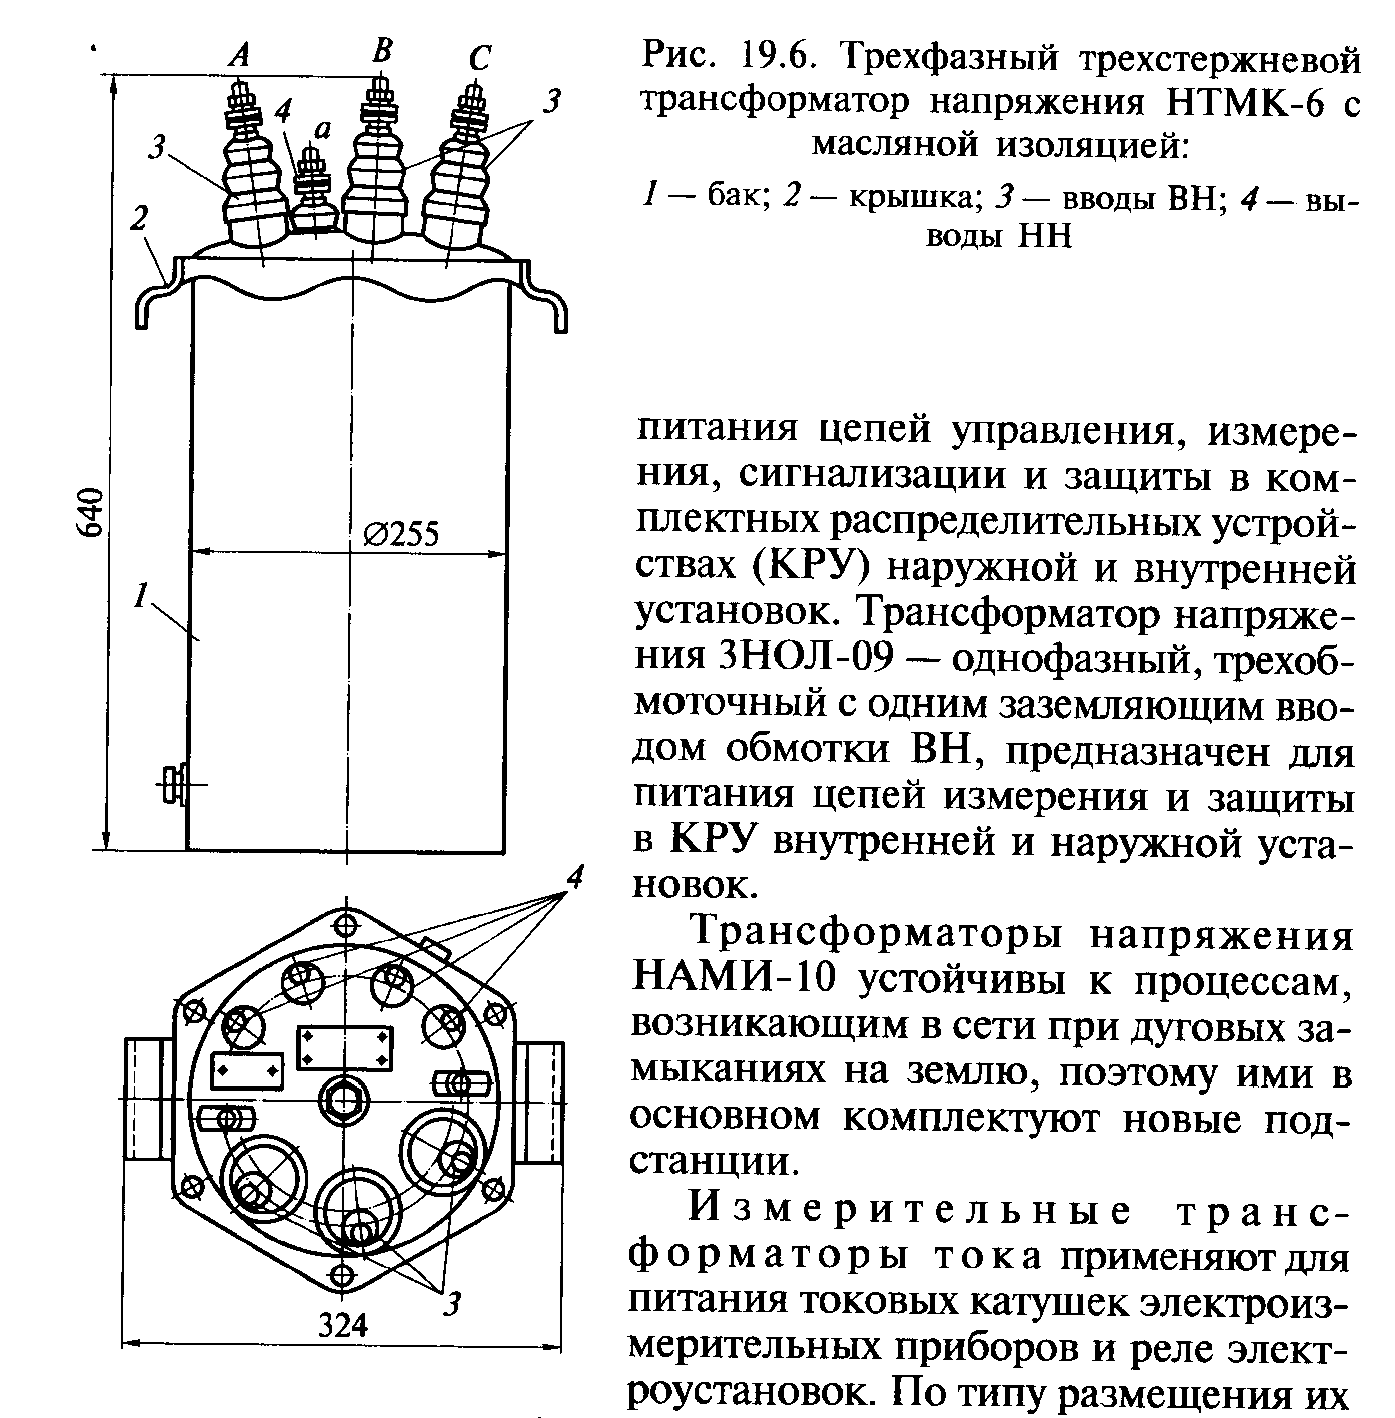 A
B
C
4
a
3
3
2
640
Ø255
1
4
3
324
Рис. 19.6. Трехфазный трехстержневой
трансформатор напряжения НТМК-6 с
масляной изоляцией:
1 — бак; 2 — крышка; 3 — вводы ВН; 4 — вы-
воды НН
питания цепей управления, измере-
ния, сигнализации и защиты в ком-
плектных распределительных устрой-
ствах (КРУ) наружной и внутренней
установок. Трансформатор напряже-
ния ЗНОЛ-09 — однофазный, трехоб-
моточный с одним заземляющим вво-
дом обмотки ВН, предназначен для
питания цепей измерения и защиты
в КРУ внутренней и наружной уста-
новок.
Трансформаторы напряжения
НАМИ-10 устойчивы к процессам,
возникающим в сети при дуговых за-
мыканиях на землю, поэтому ими в
основном комплектуют новые под-
станции.
Измерительные транс-
форматоры тока применяют для
питания токовых катушек электроиз-
мерительных приборов и реле элект-
роустановок. По типу размещения их